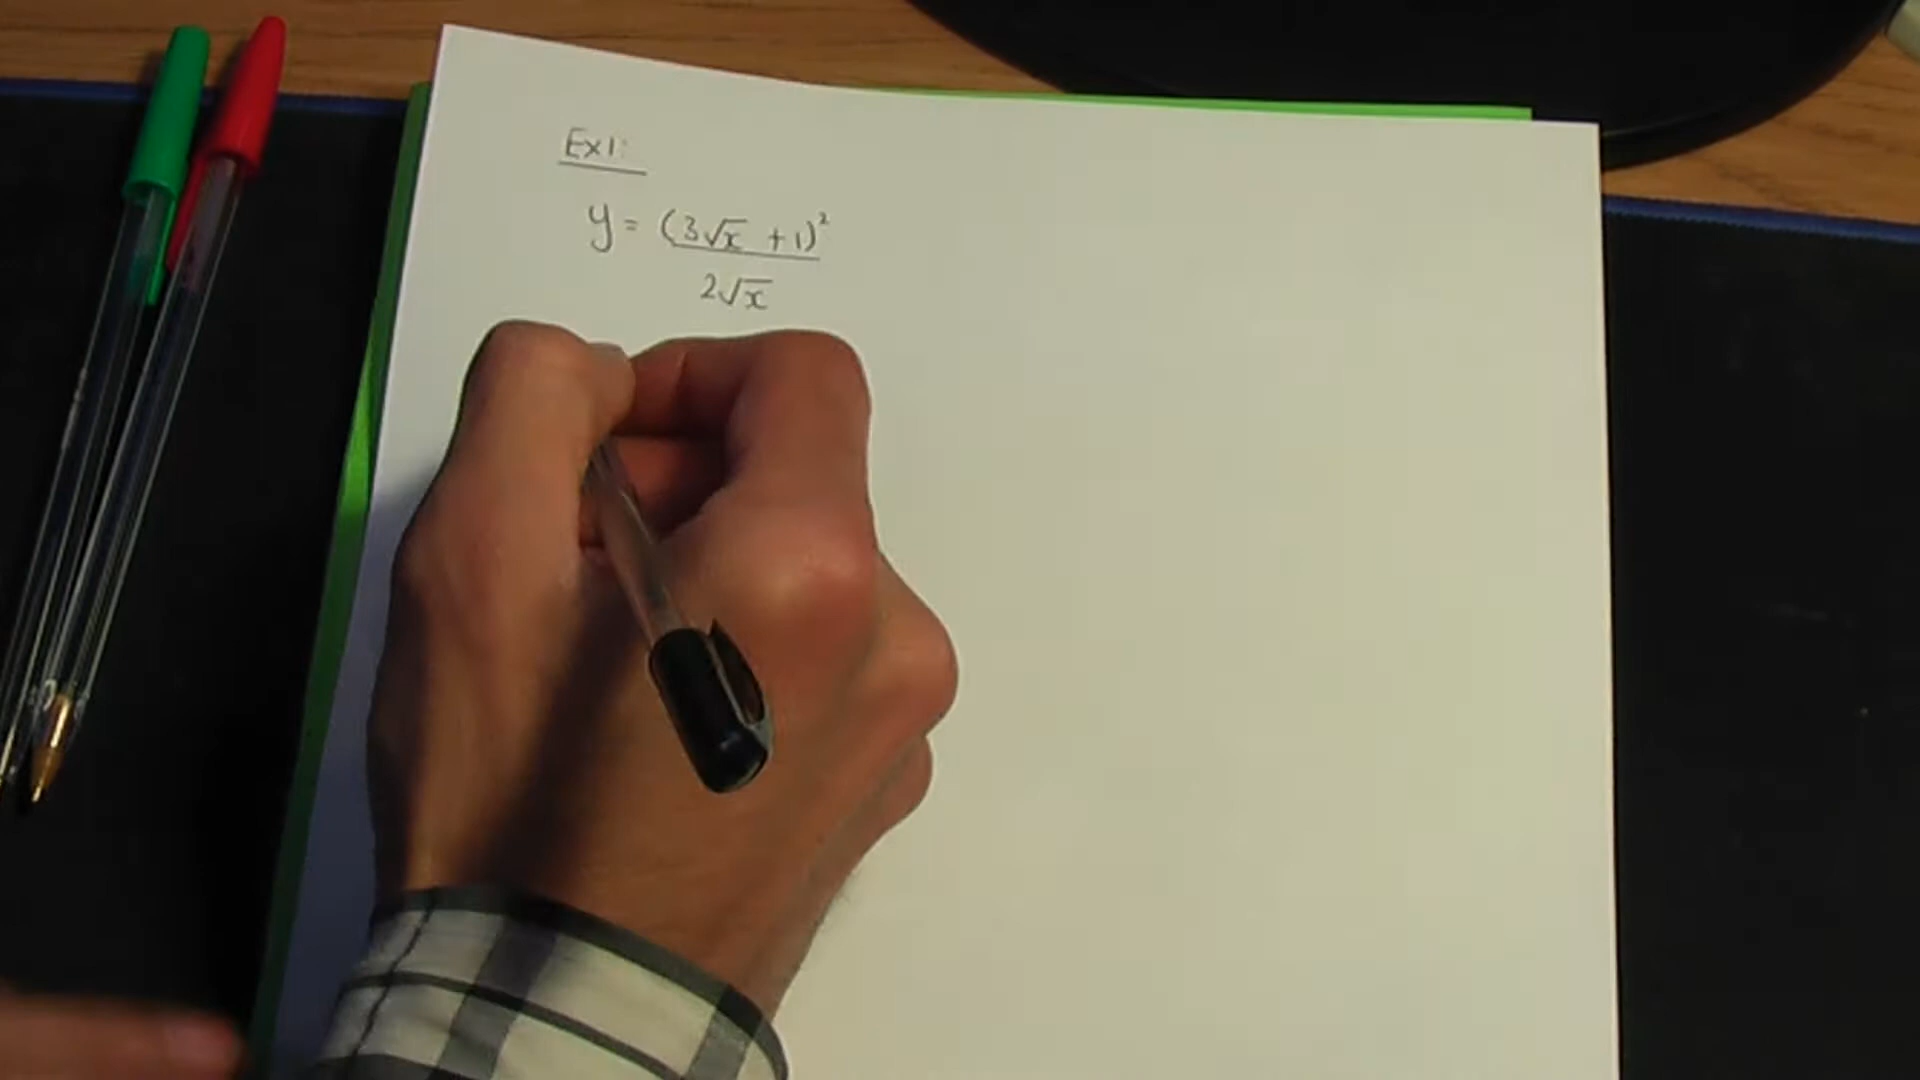 Ex1:
y = (3√x + 1)²
2√x